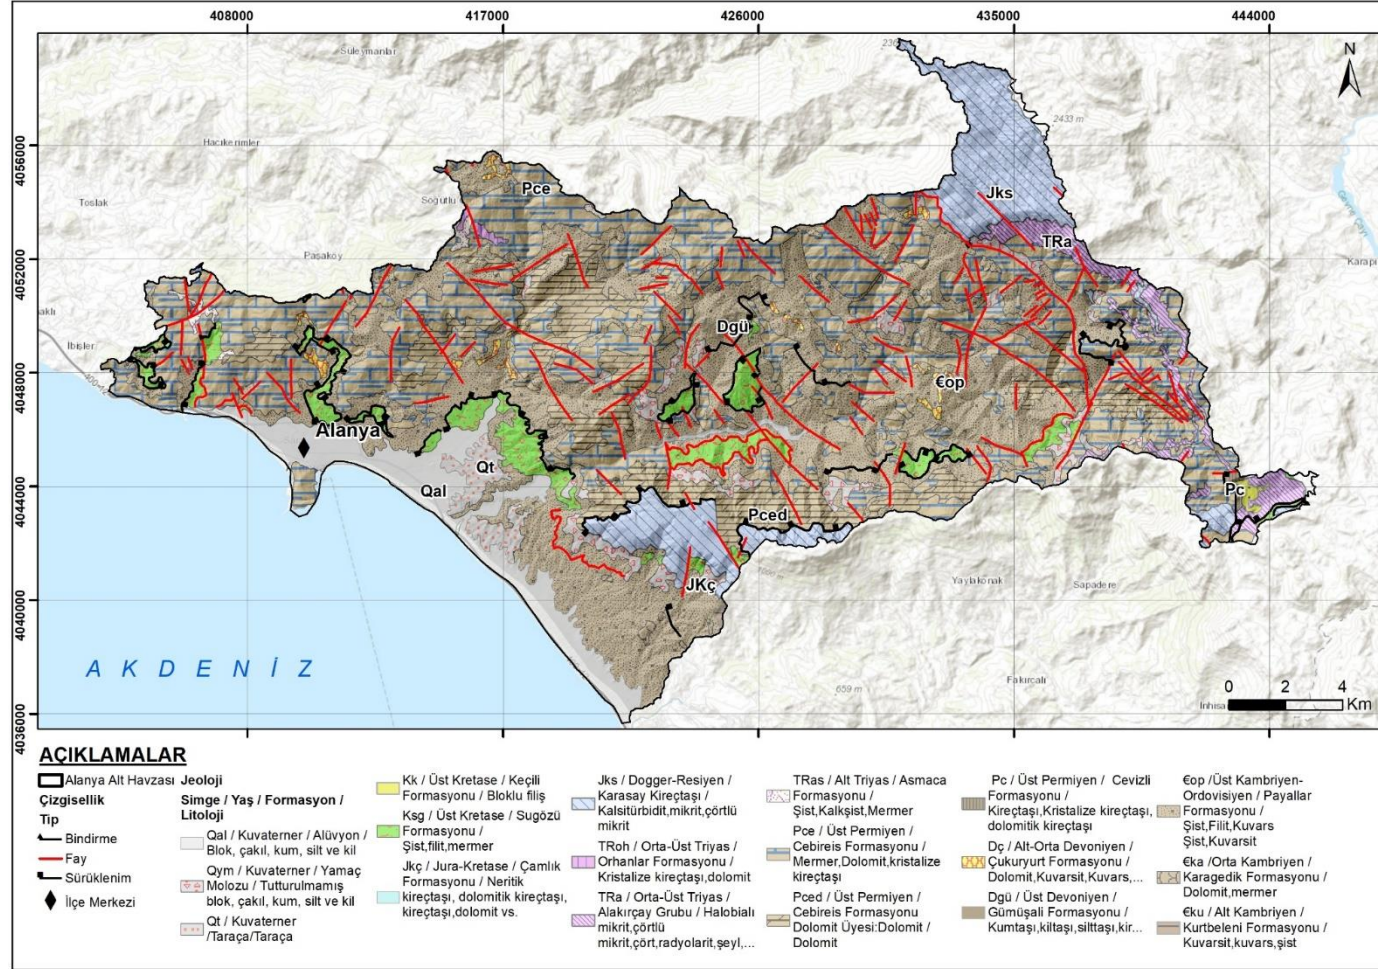 408000 417000 426000 435000 444000
4056000
4052000
4048000
4044000
4040000
4036000
N
Süleymanlar
2433 m
Hacıkerimler
Pce
Toslak
Söğütlü
Jks
TRa
Paşaköy
Karapı
Dgü
İbişler
Єop
Alanya
Qt
Qal
Pc
Pced
Yaylakonak
Sapadere
JKç
A K D E N İ Z
Fakırcalı
659 m
0 2 4
Km
AÇIKLAMALAR
Alanya Alt Havzası
Çizgisellik
Tip
Bindirme
Fay
Sürüklenim
İlçe Merkezi
Jeoloji
Simge / Yaş / Formasyon /
Litoloji
Qal / Kuvaterner / Alüvyon /
Blok, çakıl, kum, silt ve kil
Qym / Kuvaterner / Yamaç
Molozu / Tutturulmamış
blok, çakıl, kum, silt ve kil
Qt / Kuvaterner
/Taraça/Taraça
Kk / Üst Kretase / Keçili
Formasyonu / Bloklu filiş
Ksg / Üst Kretase / Sugözü
Formasyonu /
Şist,filit,mermer
Jkç / Jura-Kretase / Çamlık
Formasyonu / Neritik
kireçtaşı, dolomitik kireçtaşı,
kireçtaşı,dolomit vs.
Jks / Dogger-Resiyen /
Karasay Kireçtaşı /
Kalsitürbidit,mikrit,çörtlü
mikrit
TRoh / Orta-Üst Triyas /
Orhanlar Formasyonu /
Kristalize kireçtaşı,dolomit
TRa / Orta-Üst Triyas /
Alakırçay Grubu / Halobialı
mikrit,çörtlü
mikrit,çört,radyolarit,şeyl,...
TRas / Alt Triyas / Asmaca
Formasyonu /
Şist,Kalkşist,Mermer
Pce / Üst Permiyen /
Cebireis Formasyonu /
Mermer,Dolomit,kristalize
kireçtaşı
Pced / Üst Permiyen /
Cebireis Formasyonu
Dolomit Üyesi:Dolomit /
Dolomit
Pc / Üst Permiyen / Cevizli
Formasyonu /
Kireçtaşı,Kristalize kireçtaşı,
dolomitik kireçtaşı
Dç / Alt-Orta Devoniyen /
Çukuryurt Formasyonu /
Dolomit,Kuvarsit,Kuvars,...
Dgü / Üst Devoniyen /
Gümüşali Formasyonu /
Kumtaşı,kiltaşı,silttaşı,kir...
Єop /Üst Kambriyen-
Ordovisiyen / Payallar
Formasyonu /
Şist,Filit,Kuvars
Şist,Kuvarsit
Єka /Orta Kambriyen /
Karagedik Formasyonu /
Dolomit,mermer
Єku / Alt Kambriyen /
Kurtbeleni Formasyonu /
Kuvarsit,kuvars,şist